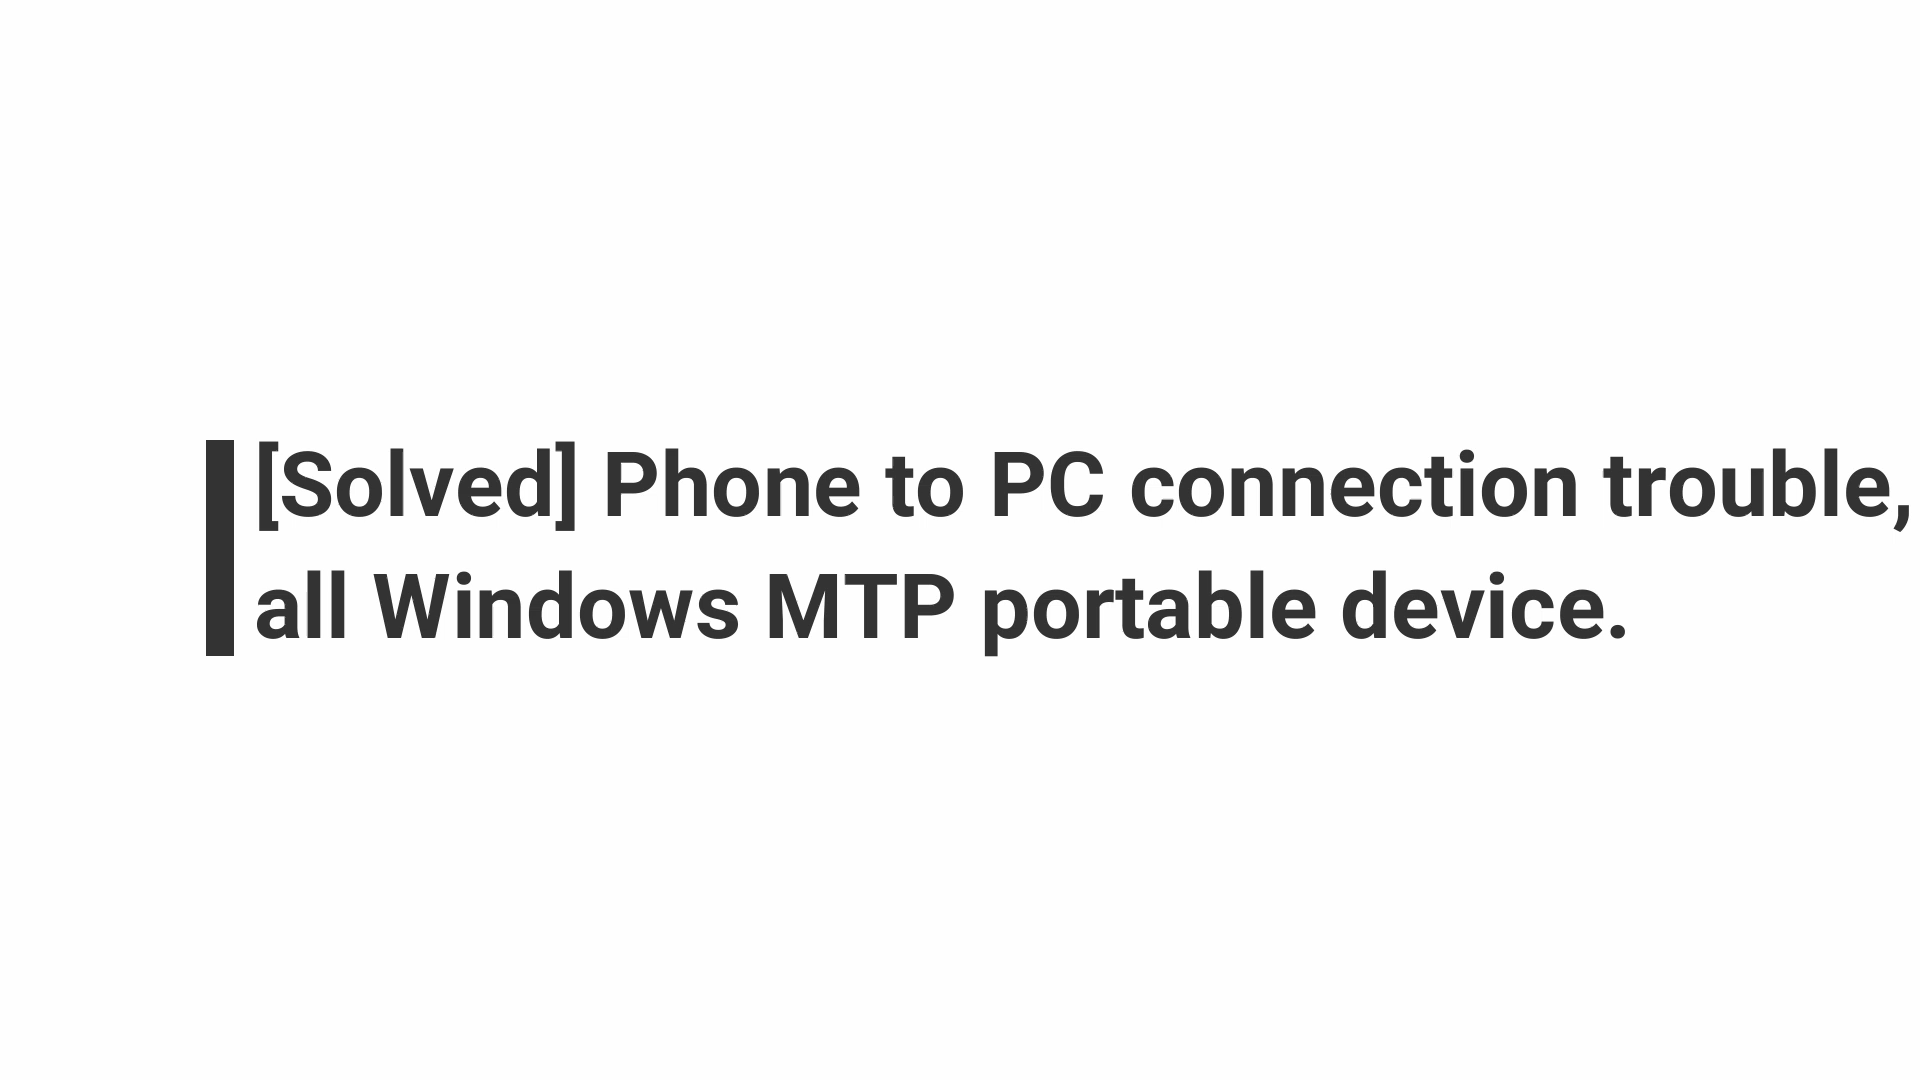 [Solved] Phone to PC connection trouble,
all Windows MTP portable device.